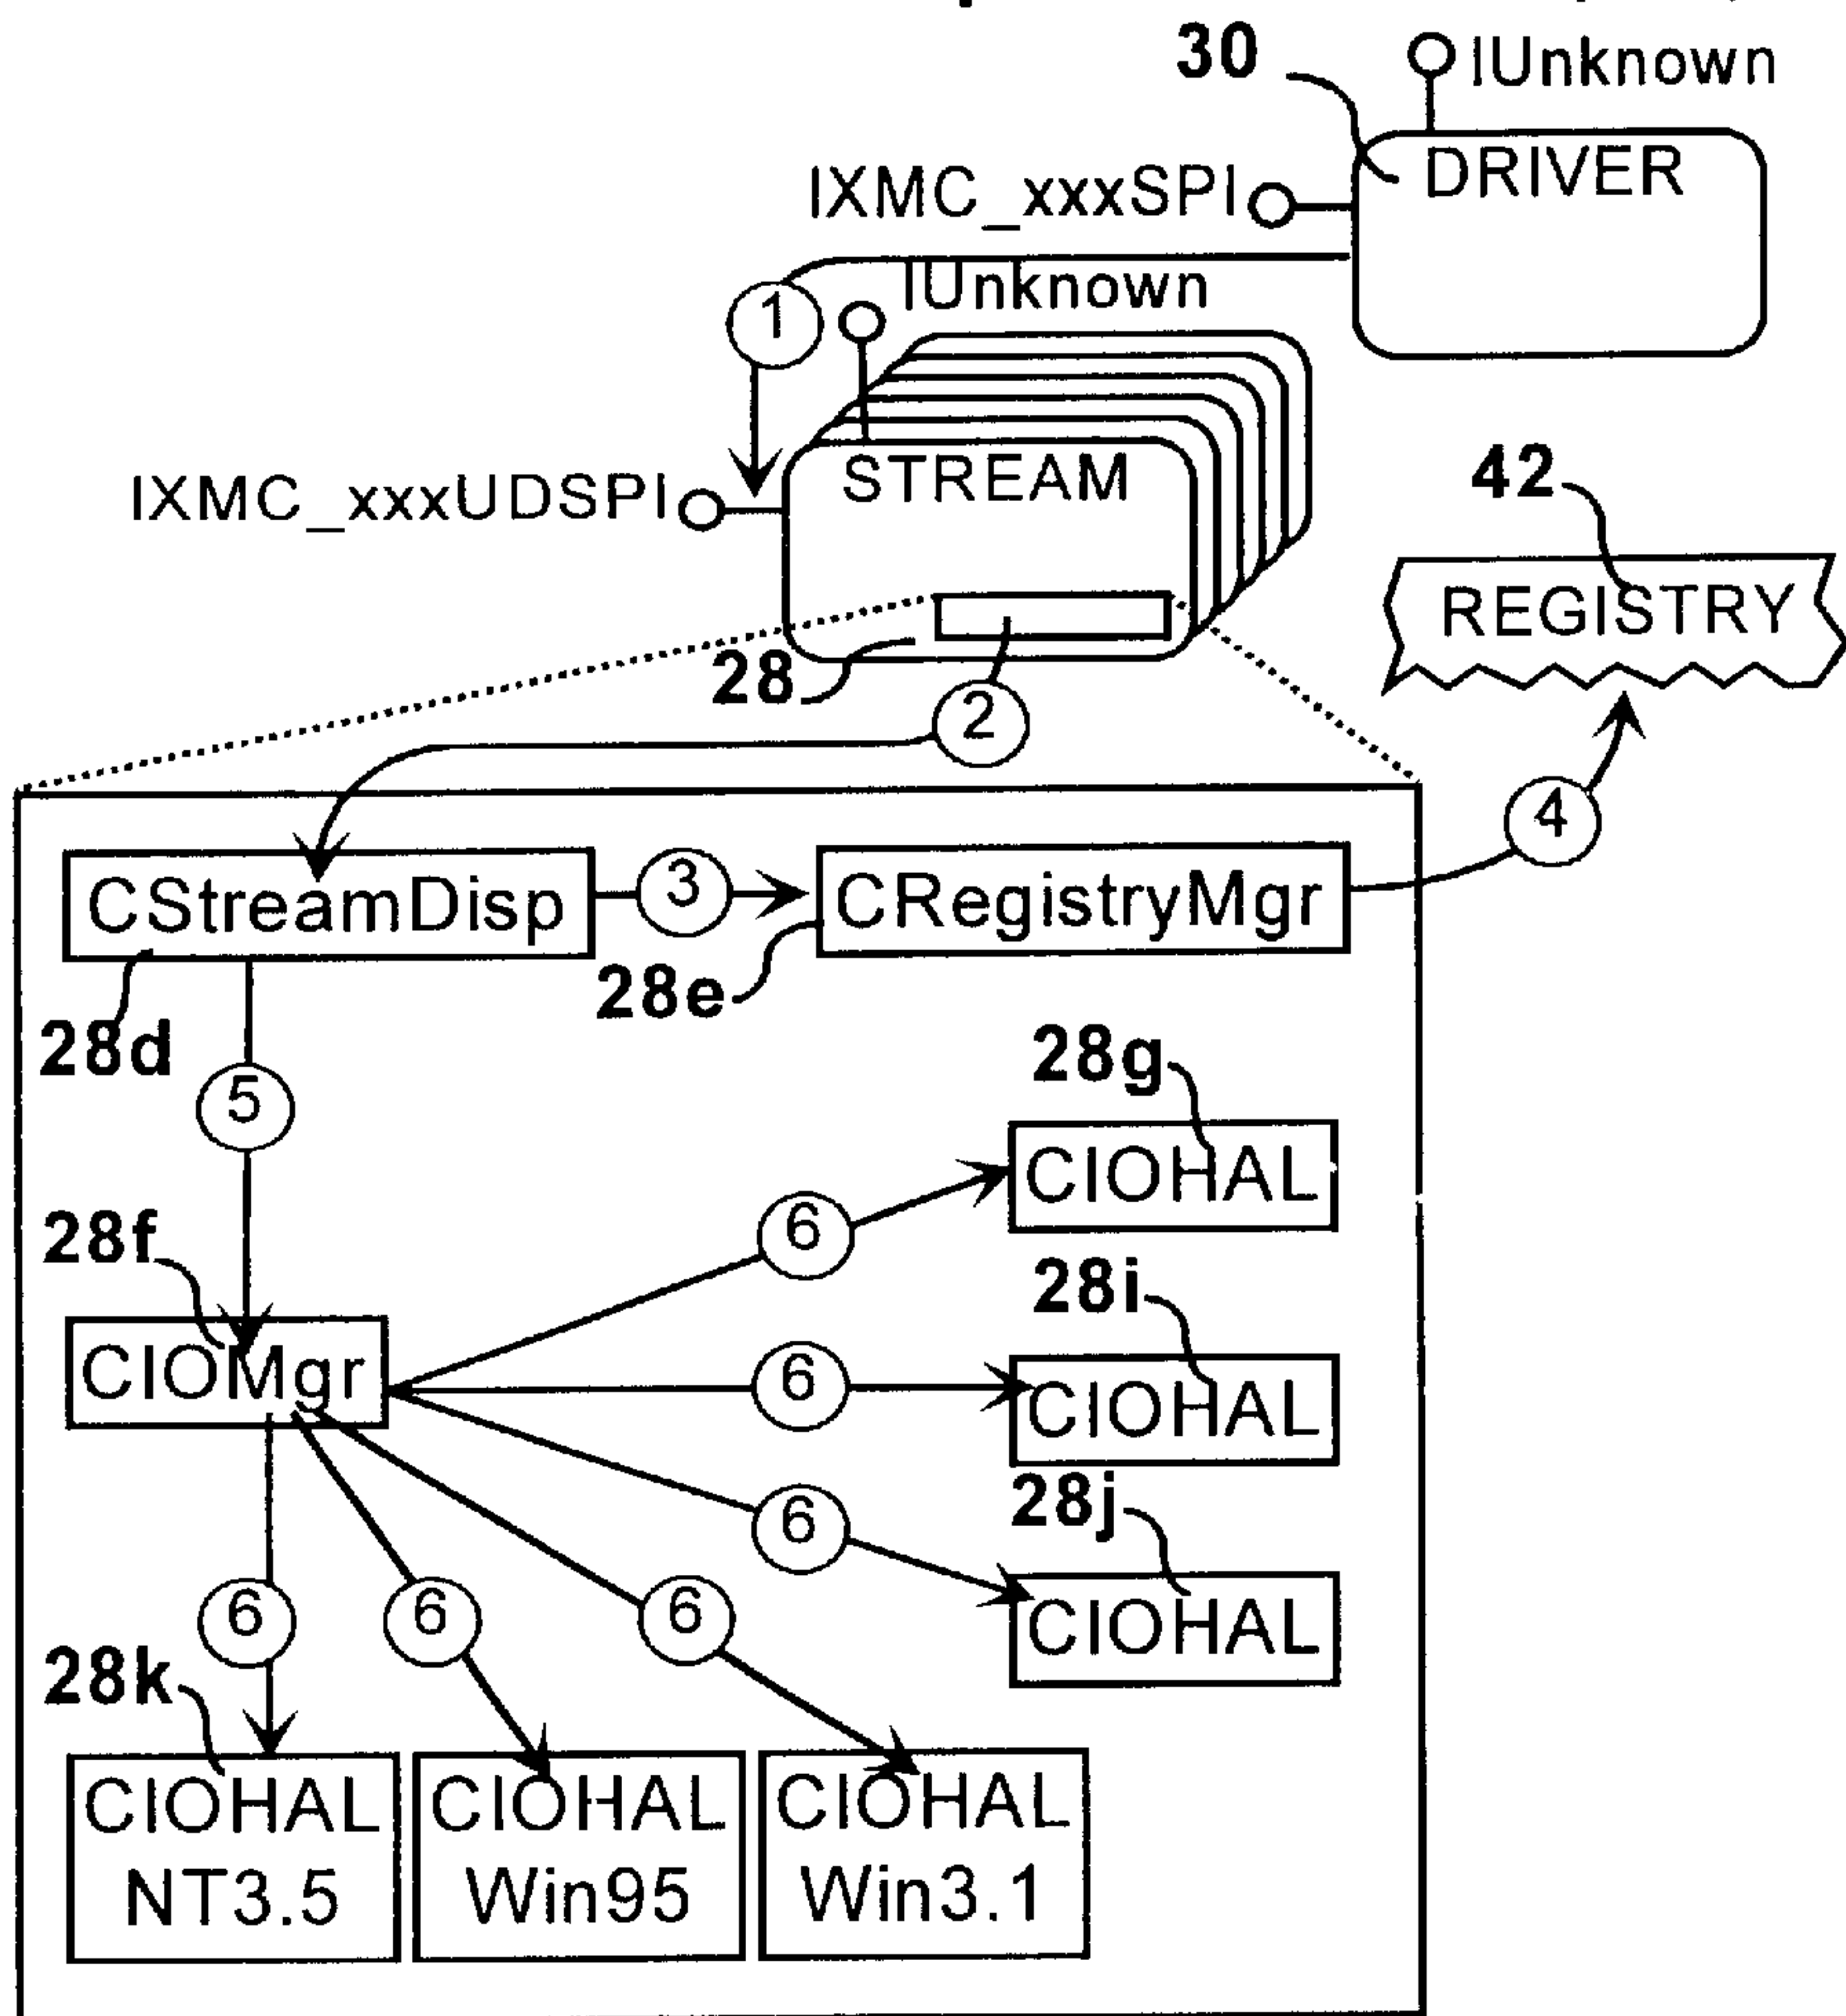 30
IUnknown
DRIVER
IXMC_xxxSPI
IUnknown
1
STREAM
IXMC_xxxUDSPI
42
REGISTRY
28
2
4
CStreamDisp
3
CRegistryMgr
28e
28d
5
28g
CIOHAL
6
28f
28i
CIOMgr
6
CIOHAL
28j
6
CIOHAL
6
6
6
28k
CIOHAL
NT3.5
CIOHAL
Win95
CIOHAL
Win3.1